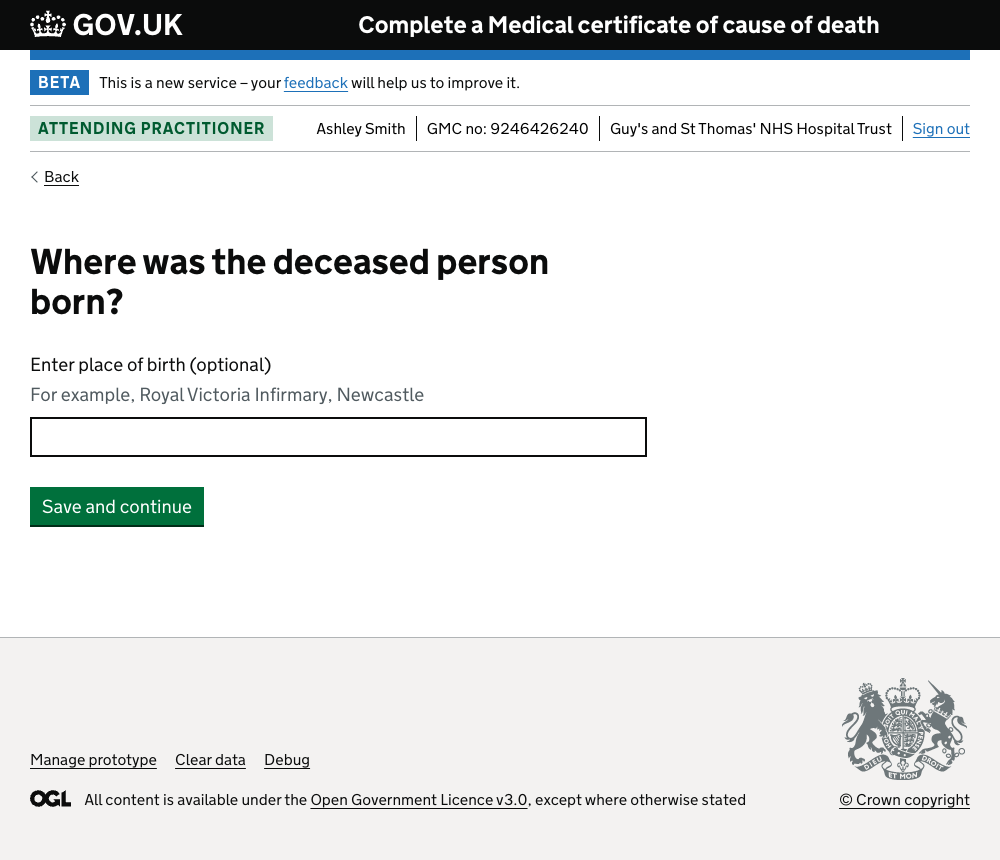 GOV.UK
Complete a Medical certificate of cause of death
BETA This is a new service – your feedback will help us to improve it.
ATTENDING PRACTITIONER Ashley Smith GMC no: 9246426240 Guy's and St Thomas' NHS Hospital Trust Sign out
Back
Where was the deceased person
born?
Enter place of birth (optional)
For example, Royal Victoria Infirmary, Newcastle
Save and continue
Manage prototype Clear data Debug
OGL All content is available under the Open Government Licence v3.0, except where otherwise stated
DIEU ET MON DROIT
© Crown copyright